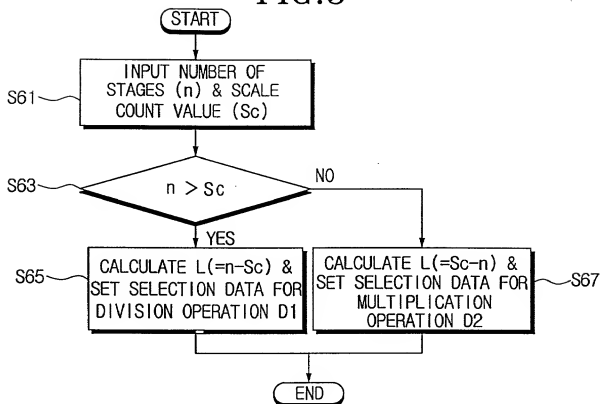 START
S61
INPUT NUMBER OF
STAGES (n) & SCALE
COUNT VALUE (Sc)
S63
n > Sc
NO
YES
S65
CALCULATE L(=n-Sc) &
SET SELECTION DATA FOR
DIVISION OPERATION D1
CALCULATE L(=Sc-n) &
SET SELECTION DATA FOR
MULTIPLICATION
OPERATION D2
S67
END